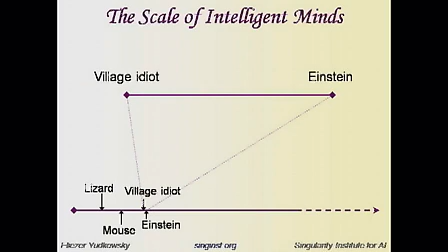 The Scale of Intelligent Minds
Village idiot Einstein
Lizard Village idiot
Mouse Einstein
Eliezer Yudkowsky singinst.org Singularity Institute for AI